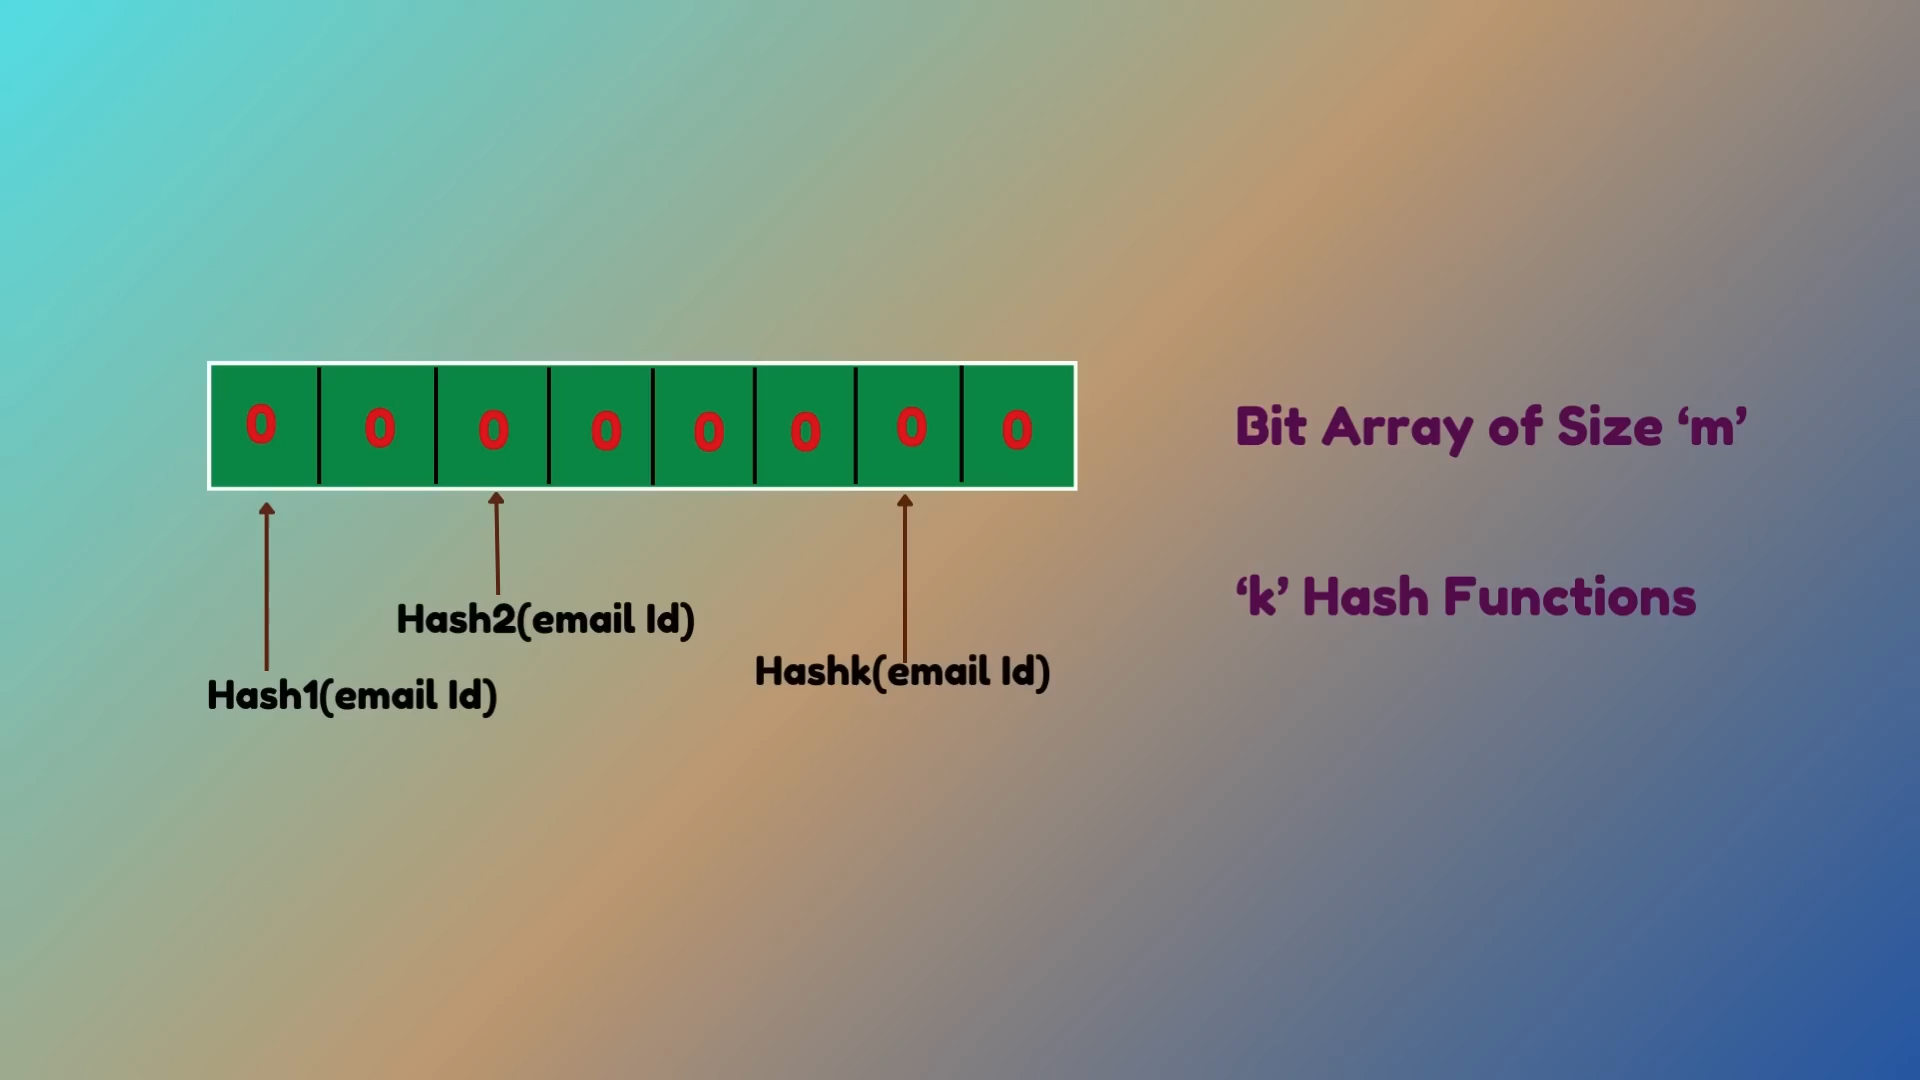 0 0 0 0 0 0 0 0
Bit Array of Size ‘m’
‘k’ Hash Functions
Hash2(email Id)
Hashk(email Id)
Hash1(email Id)